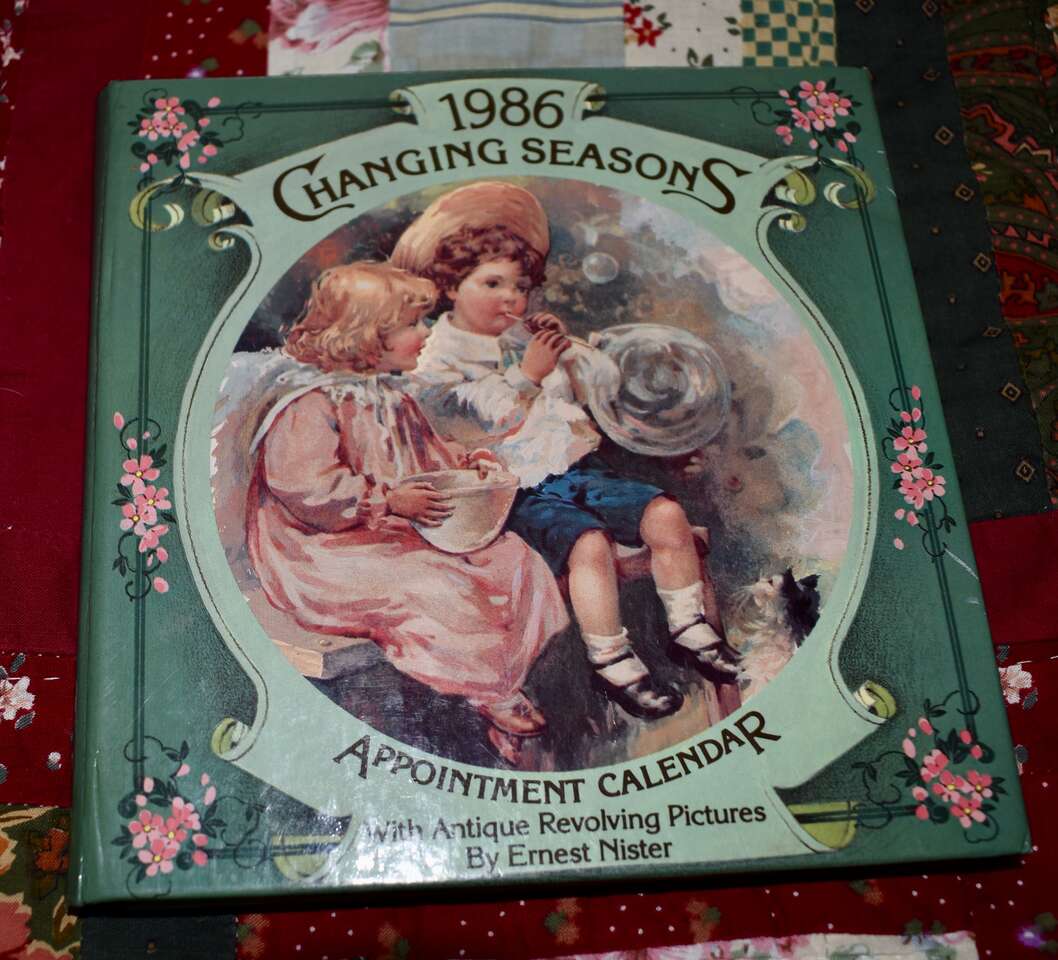 1986
CHANGING SEASONS
APPOINTMENT CALENDAR
With Antique Revolving Pictures
By Ernest Nister